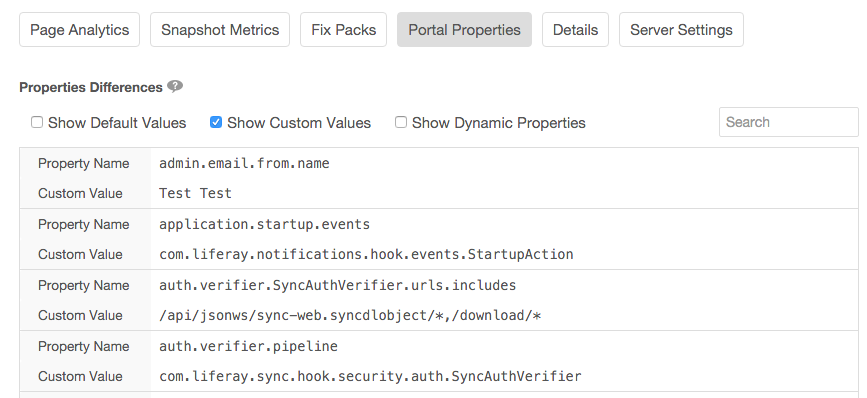 Page Analytics Snapshot Metrics Fix Packs Portal Properties Details Server Settings
Properties Differences ?
Show Default Values Show Custom Values Show Dynamic Properties Search
Property Name admin.email.from.name
Custom Value Test Test
Property Name application.startup.events
Custom Value com.liferay.notifications.hook.events.StartupAction
Property Name auth.verifier.SyncAuthVerifier.urls.includes
Custom Value /api/jsonws/sync-web.syncdlobject/*,/download/*
Property Name auth.verifier.pipeline
Custom Value com.liferay.sync.hook.security.auth.SyncAuthVerifier